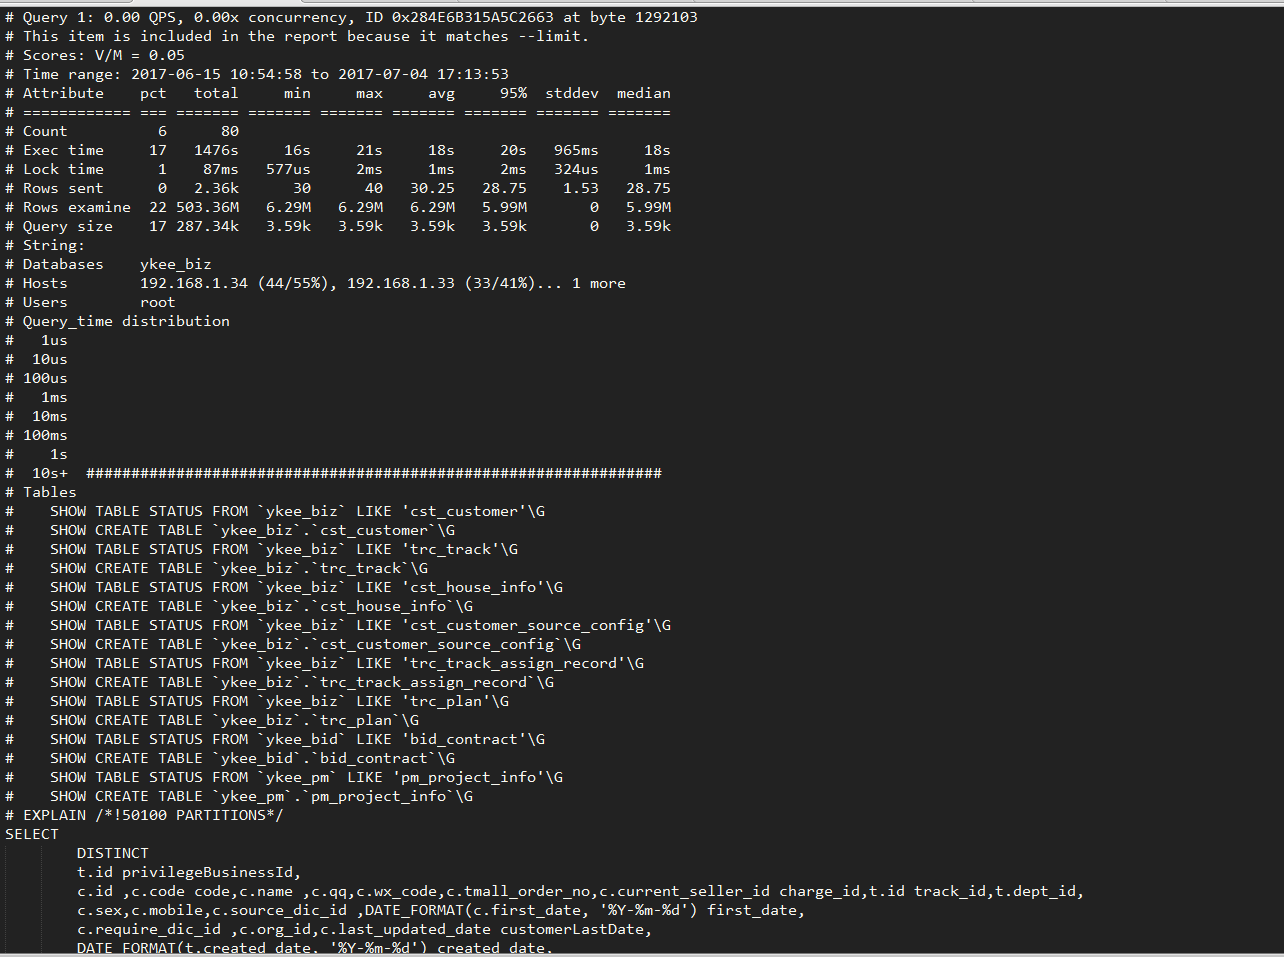 # Query 1: 0.00 QPS, 0.00x concurrency, ID 0x284E6B315A5C2663 at byte 1292103
# This item is included in the report because it matches --limit.
# Scores: V/M = 0.05
# Time range: 2017-06-15 10:54:58 to 2017-07-04 17:13:53
# Attribute    pct   total     min     max     avg     95%  stddev  median
# ============ === ======= ======= ======= ======= ======= ======= =======
# Count          6      80
# Exec time     17   1476s     16s     21s     18s     20s   965ms     18s
# Lock time      1    87ms   577us     2ms     1ms     2ms   324us     1ms
# Rows sent      0   2.36k      30      40   30.25   28.75    1.53   28.75
# Rows examine  22 503.36M   6.29M   6.29M   6.29M   5.99M       0   5.99M
# Query size    17 287.34k   3.59k   3.59k   3.59k   3.59k       0   3.59k
# String:
# Databases    ykee_biz
# Hosts        192.168.1.34 (44/55%), 192.168.1.33 (33/41%)... 1 more
# Users        root
# Query_time distribution
#   1us
#  10us
# 100us
#   1ms
#  10ms
# 100ms
#    1s
#  10s+  ################################################################
# Tables
#    SHOW TABLE STATUS FROM `ykee_biz` LIKE 'cst_customer'\G
#    SHOW CREATE TABLE `ykee_biz`.`cst_customer`\G
#    SHOW TABLE STATUS FROM `ykee_biz` LIKE 'trc_track'\G
#    SHOW CREATE TABLE `ykee_biz`.`trc_track`\G
#    SHOW TABLE STATUS FROM `ykee_biz` LIKE 'cst_house_info'\G
#    SHOW CREATE TABLE `ykee_biz`.`cst_house_info`\G
#    SHOW TABLE STATUS FROM `ykee_biz` LIKE 'cst_customer_source_config'\G
#    SHOW CREATE TABLE `ykee_biz`.`cst_customer_source_config`\G
#    SHOW TABLE STATUS FROM `ykee_biz` LIKE 'trc_track_assign_record'\G
#    SHOW CREATE TABLE `ykee_biz`.`trc_track_assign_record`\G
#    SHOW TABLE STATUS FROM `ykee_biz` LIKE 'trc_plan'\G
#    SHOW CREATE TABLE `ykee_biz`.`trc_plan`\G
#    SHOW TABLE STATUS FROM `ykee_bid` LIKE 'bid_contract'\G
#    SHOW CREATE TABLE `ykee_bid`.`bid_contract`\G
#    SHOW TABLE STATUS FROM `ykee_pm` LIKE 'pm_project_info'\G
#    SHOW CREATE TABLE `ykee_pm`.`pm_project_info`\G
# EXPLAIN /*!50100 PARTITIONS*/
SELECT
        DISTINCT
        t.id privilegeBusinessId,
        c.id ,c.code code,c.name ,c.qq,c.wx_code,c.tmall_order_no,c.current_seller_id charge_id,t.id track_id,t.dept_id,
        c.sex,c.mobile,c.source_dic_id ,DATE_FORMAT(c.first_date, '%Y-%m-%d') first_date,
        c.require_dic_id ,c.org_id,c.last_updated_date customerLastDate,
        DATE_FORMAT(t.created_date, '%Y-%m-%d') created_date,